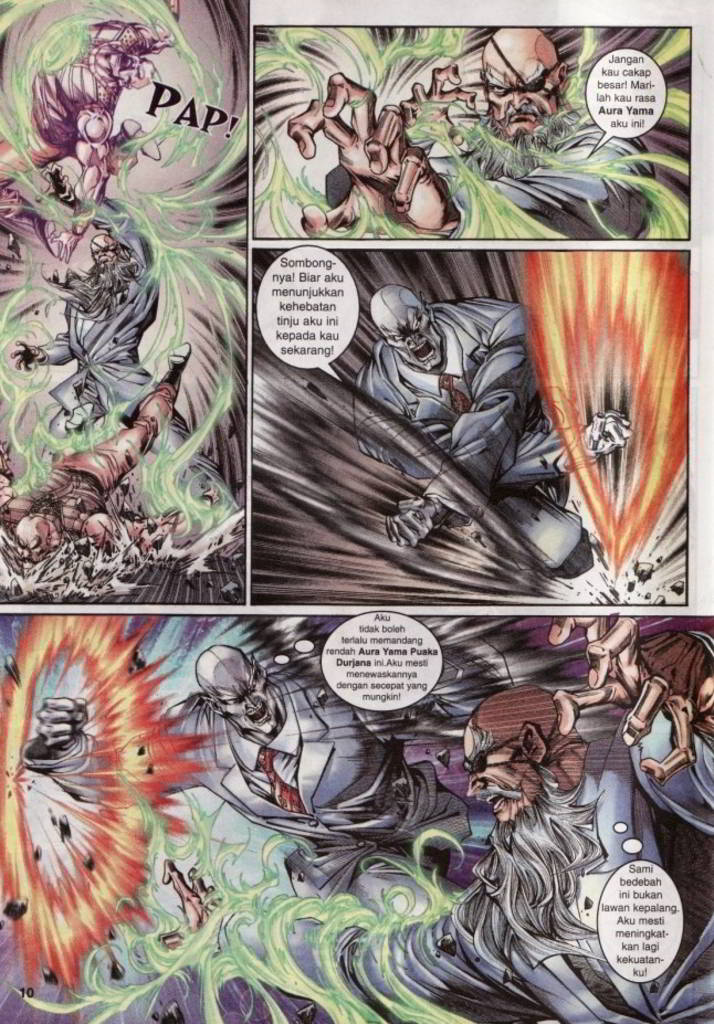 PAP!
Jangan
kau cakap
besar! Mari-
lah kau rasa
Aura Yama
aku ini!
Sombong-
nya! Biar aku
menunjukkan
kehebatan
tinju aku ini
kepada kau
sekarang!
Aku
tidak boleh
terlalu memandang
rendah Aura Yama Puaka
Durjana ini.Aku mesti
menewaskannya
dengan secepat yang
mungkin!
Sami
bedebah
ini bukan
lawan kepalang.
Aku mesti
meningkat-
kan lagi
kekuatan-
ku!
10